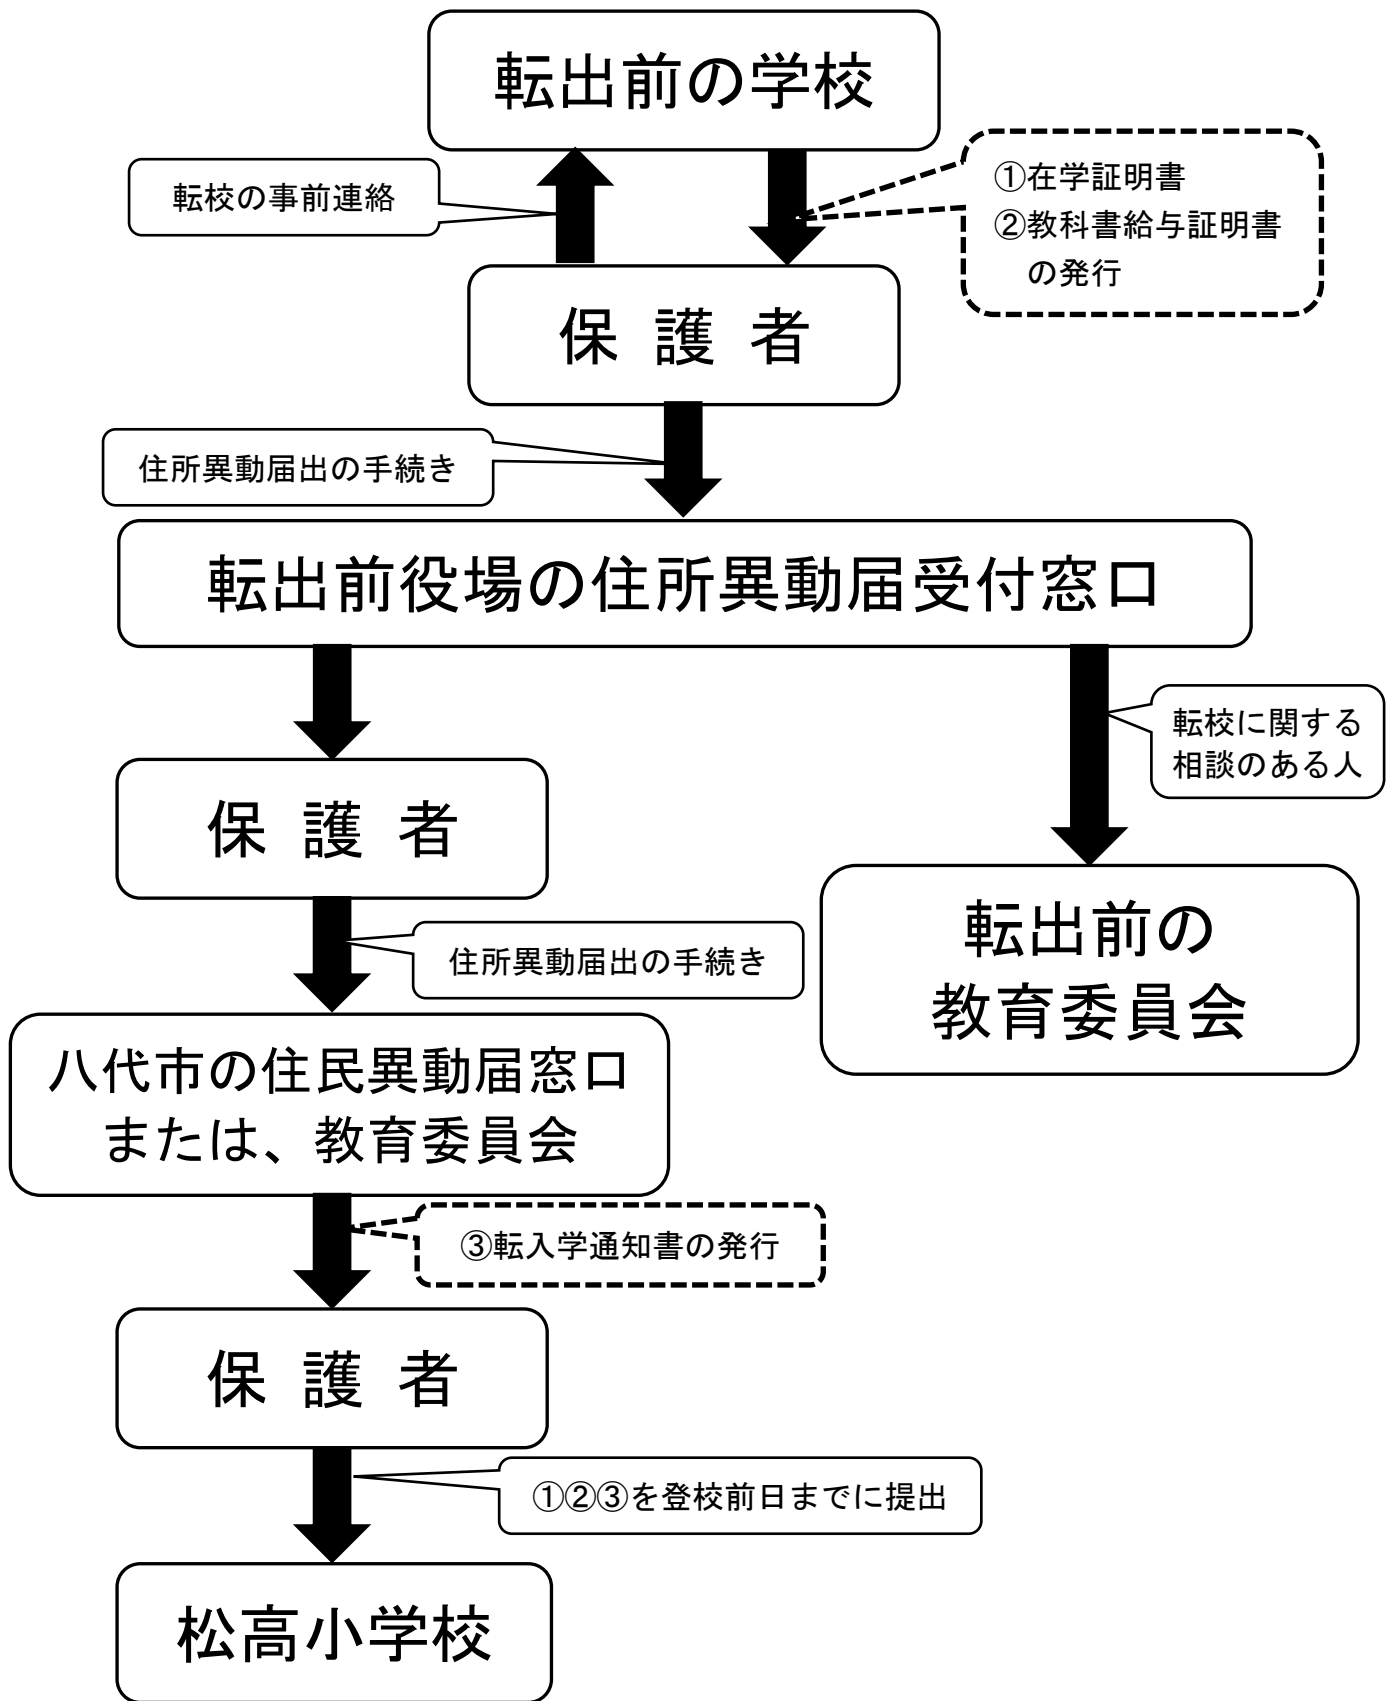 転出前の学校
転校の事前連絡
①在学証明書
②教科書給与証明書
の発行
保護者
住所異動届出の手続き
転出前役場の住所異動届受付窓口
転校に関する
相談のある人
保護者
転出前の
教育委員会
住所異動届出の手続き
八代市の住民異動届窓口
または、教育委員会
③転入学通知書の発行
保護者
①②③を登校前日までに提出
松高小学校